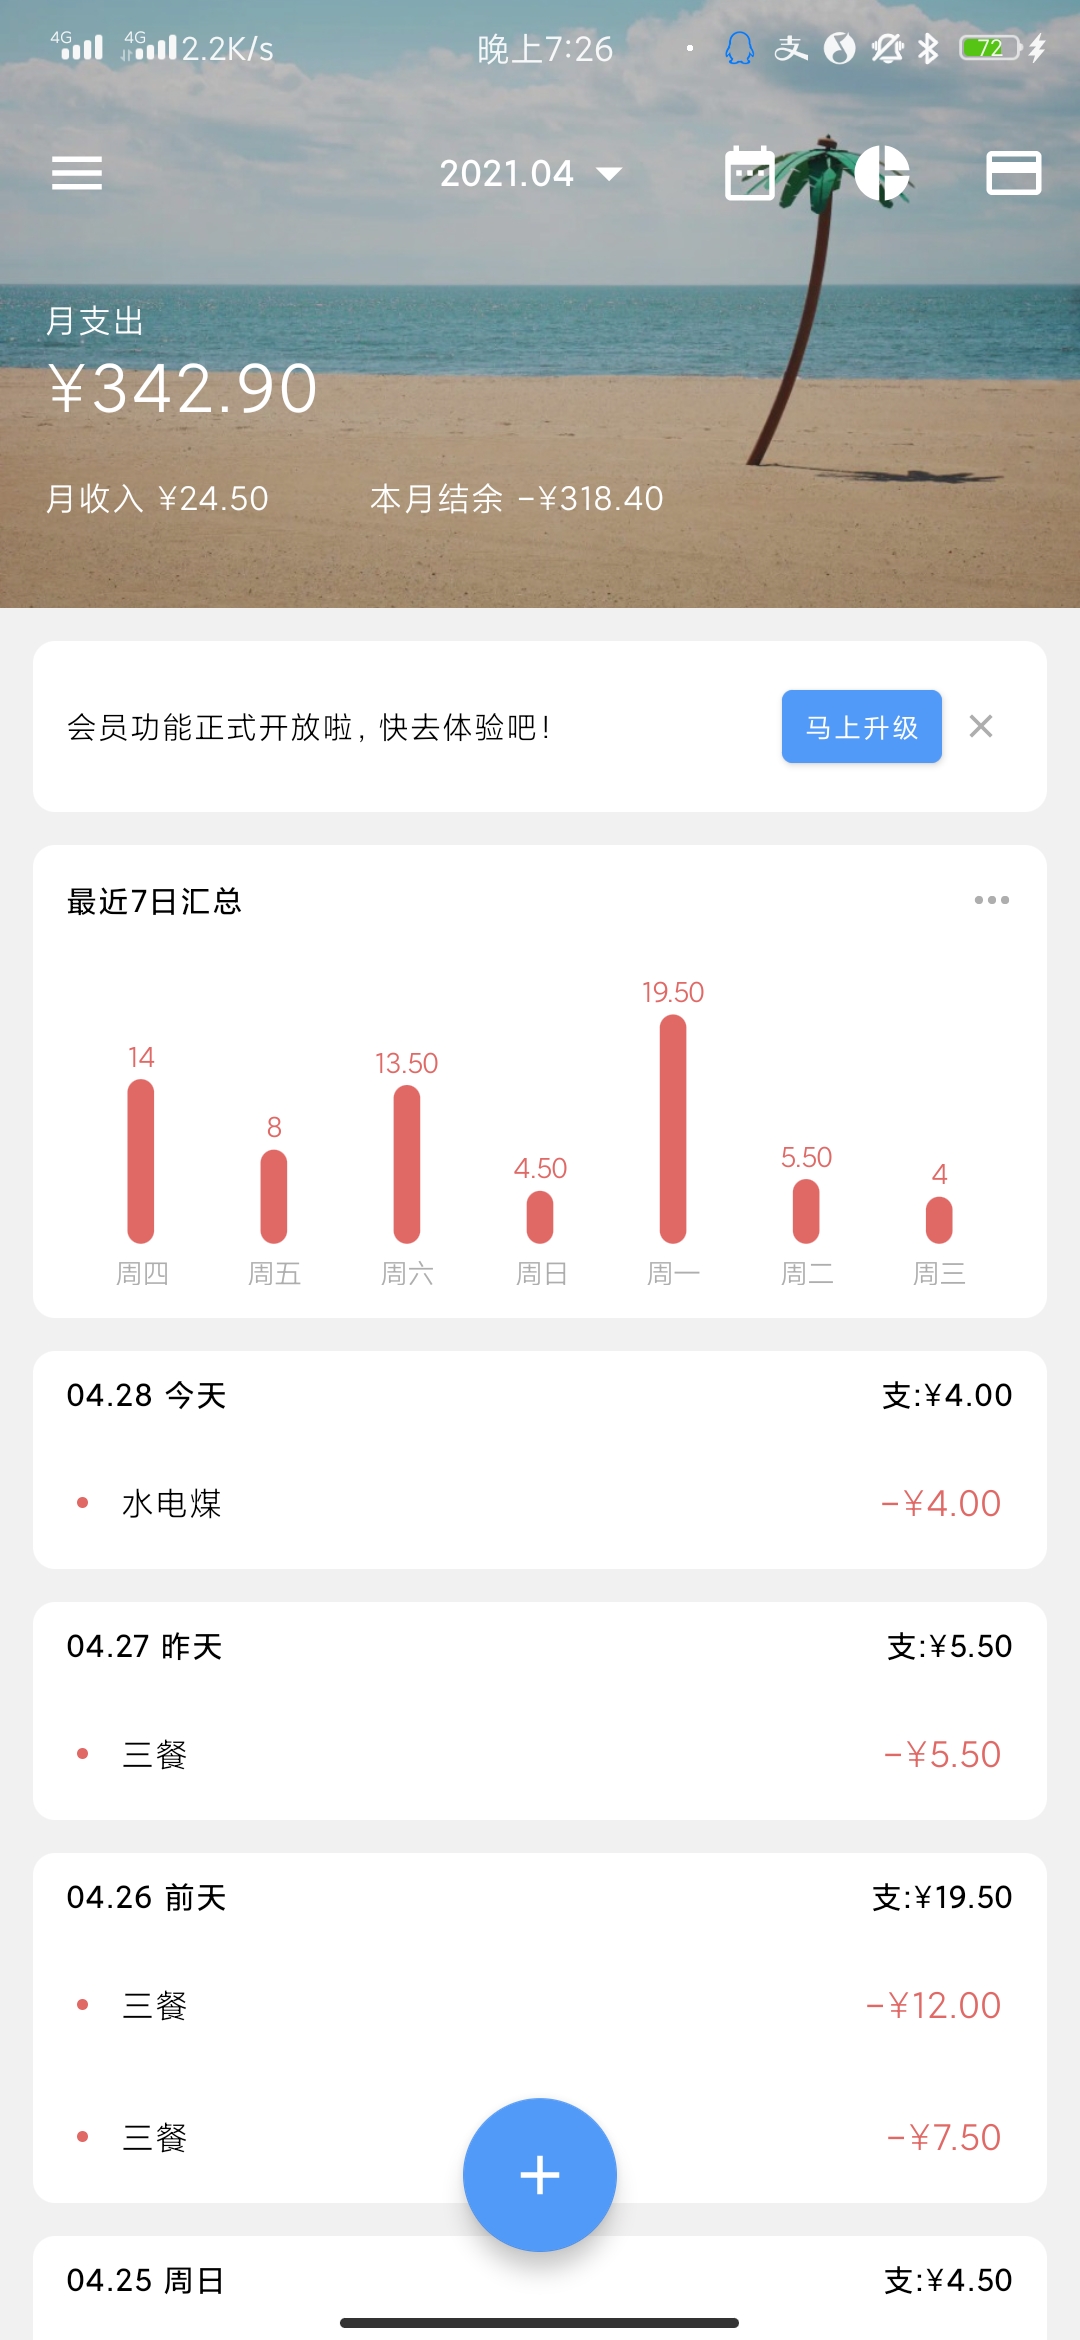 4G 4G 2.2K/s 晚上7:26 支 72
2021.04
月支出
¥342.90
月收入 ¥24.50 本月结余 -¥318.40
会员功能正式开放啦, 快去体验吧! 马上升级
最近7日汇总
14 8 13.50 4.50 19.50 5.50 4
周四 周五 周六 周日 周一 周二 周三
04.28 今天 支:¥4.00
水电煤 -¥4.00
04.27 昨天 支:¥5.50
三餐 -¥5.50
04.26 前天 支:¥19.50
三餐 -¥12.00
三餐 -¥7.50
04.25 周日 支:¥4.50